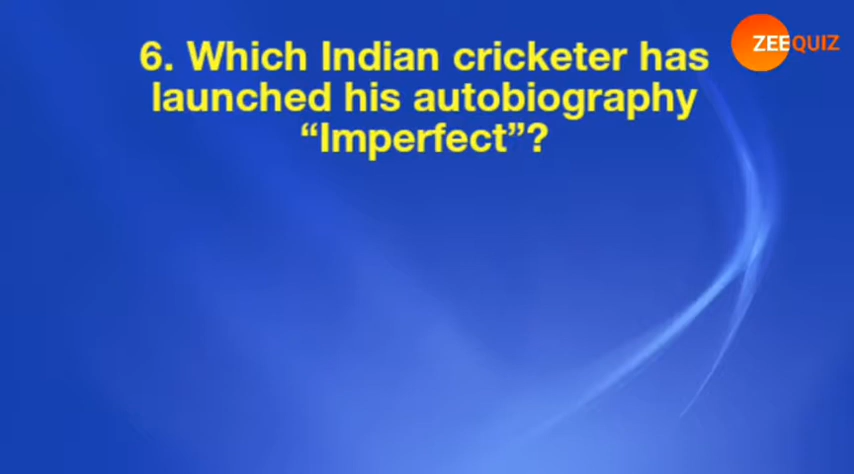 ZEEQUIZ
6. Which Indian cricketer has
launched his autobiography
“Imperfect”?